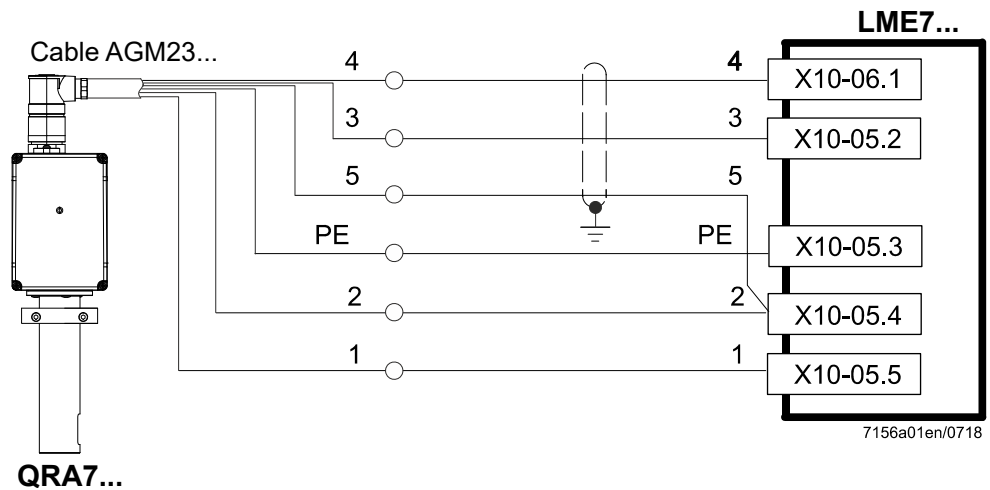 LME7...
Cable AGM23...
4 4 X10-06.1
3 3 X10-05.2
5 5
PE PE X10-05.3
2 2 X10-05.4
1 1 X10-05.5
7156a01en/0718
QRA7...